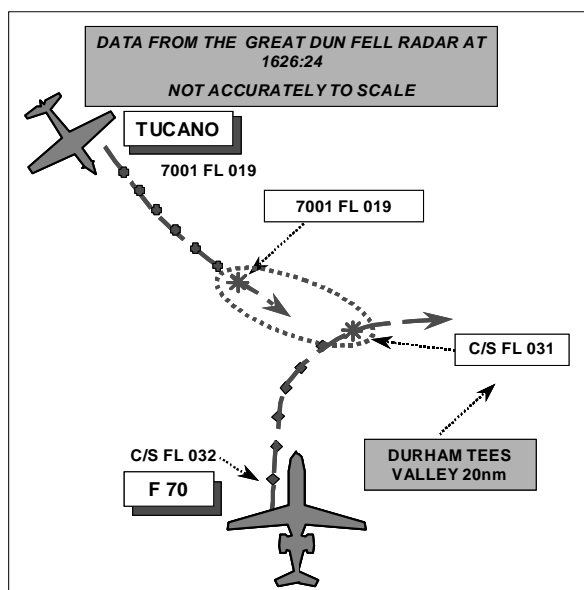 DATA FROM THE GREAT DUN FELL RADAR AT
1626:24
NOT ACCURATELY TO SCALE
TUCANO
7001 FL 019
7001 FL 019
C/S FL 031
C/S FL 032
F 70
DURHAM TEES
VALLEY 20nm